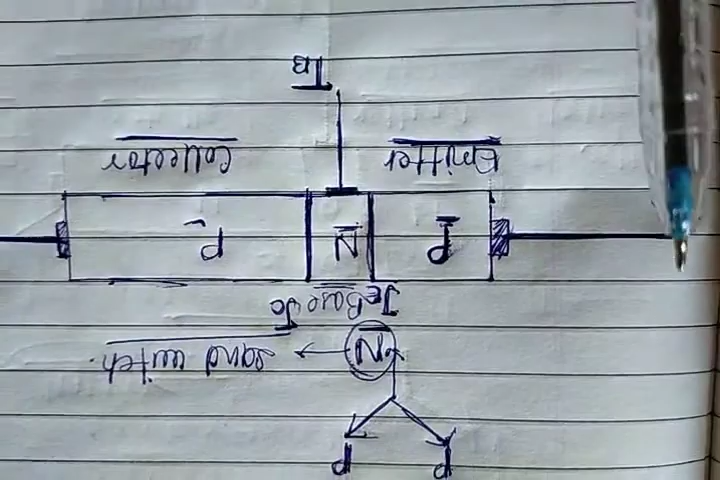 P P
N → Sand witch.
Je Base Jc
P N P
Emitter Collector
IB